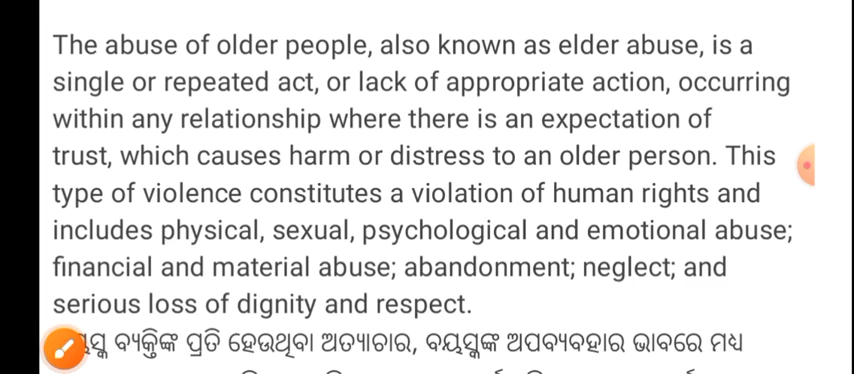 The abuse of older people, also known as elder abuse, is a
single or repeated act, or lack of appropriate action, occurring
within any relationship where there is an expectation of
trust, which causes harm or distress to an older person. This
type of violence constitutes a violation of human rights and
includes physical, sexual, psychological and emotional abuse;
financial and material abuse; abandonment; neglect; and
serious loss of dignity and respect.
ବ୍ୟକ୍ତିଙ୍କ ପ୍ରତି ହେଉଥିବା ଅତ୍ୟାଚାର, ବୟସ୍କଙ୍କ ଅପବ୍ୟବହାର ଭାବରେ ମଧ୍ୟ